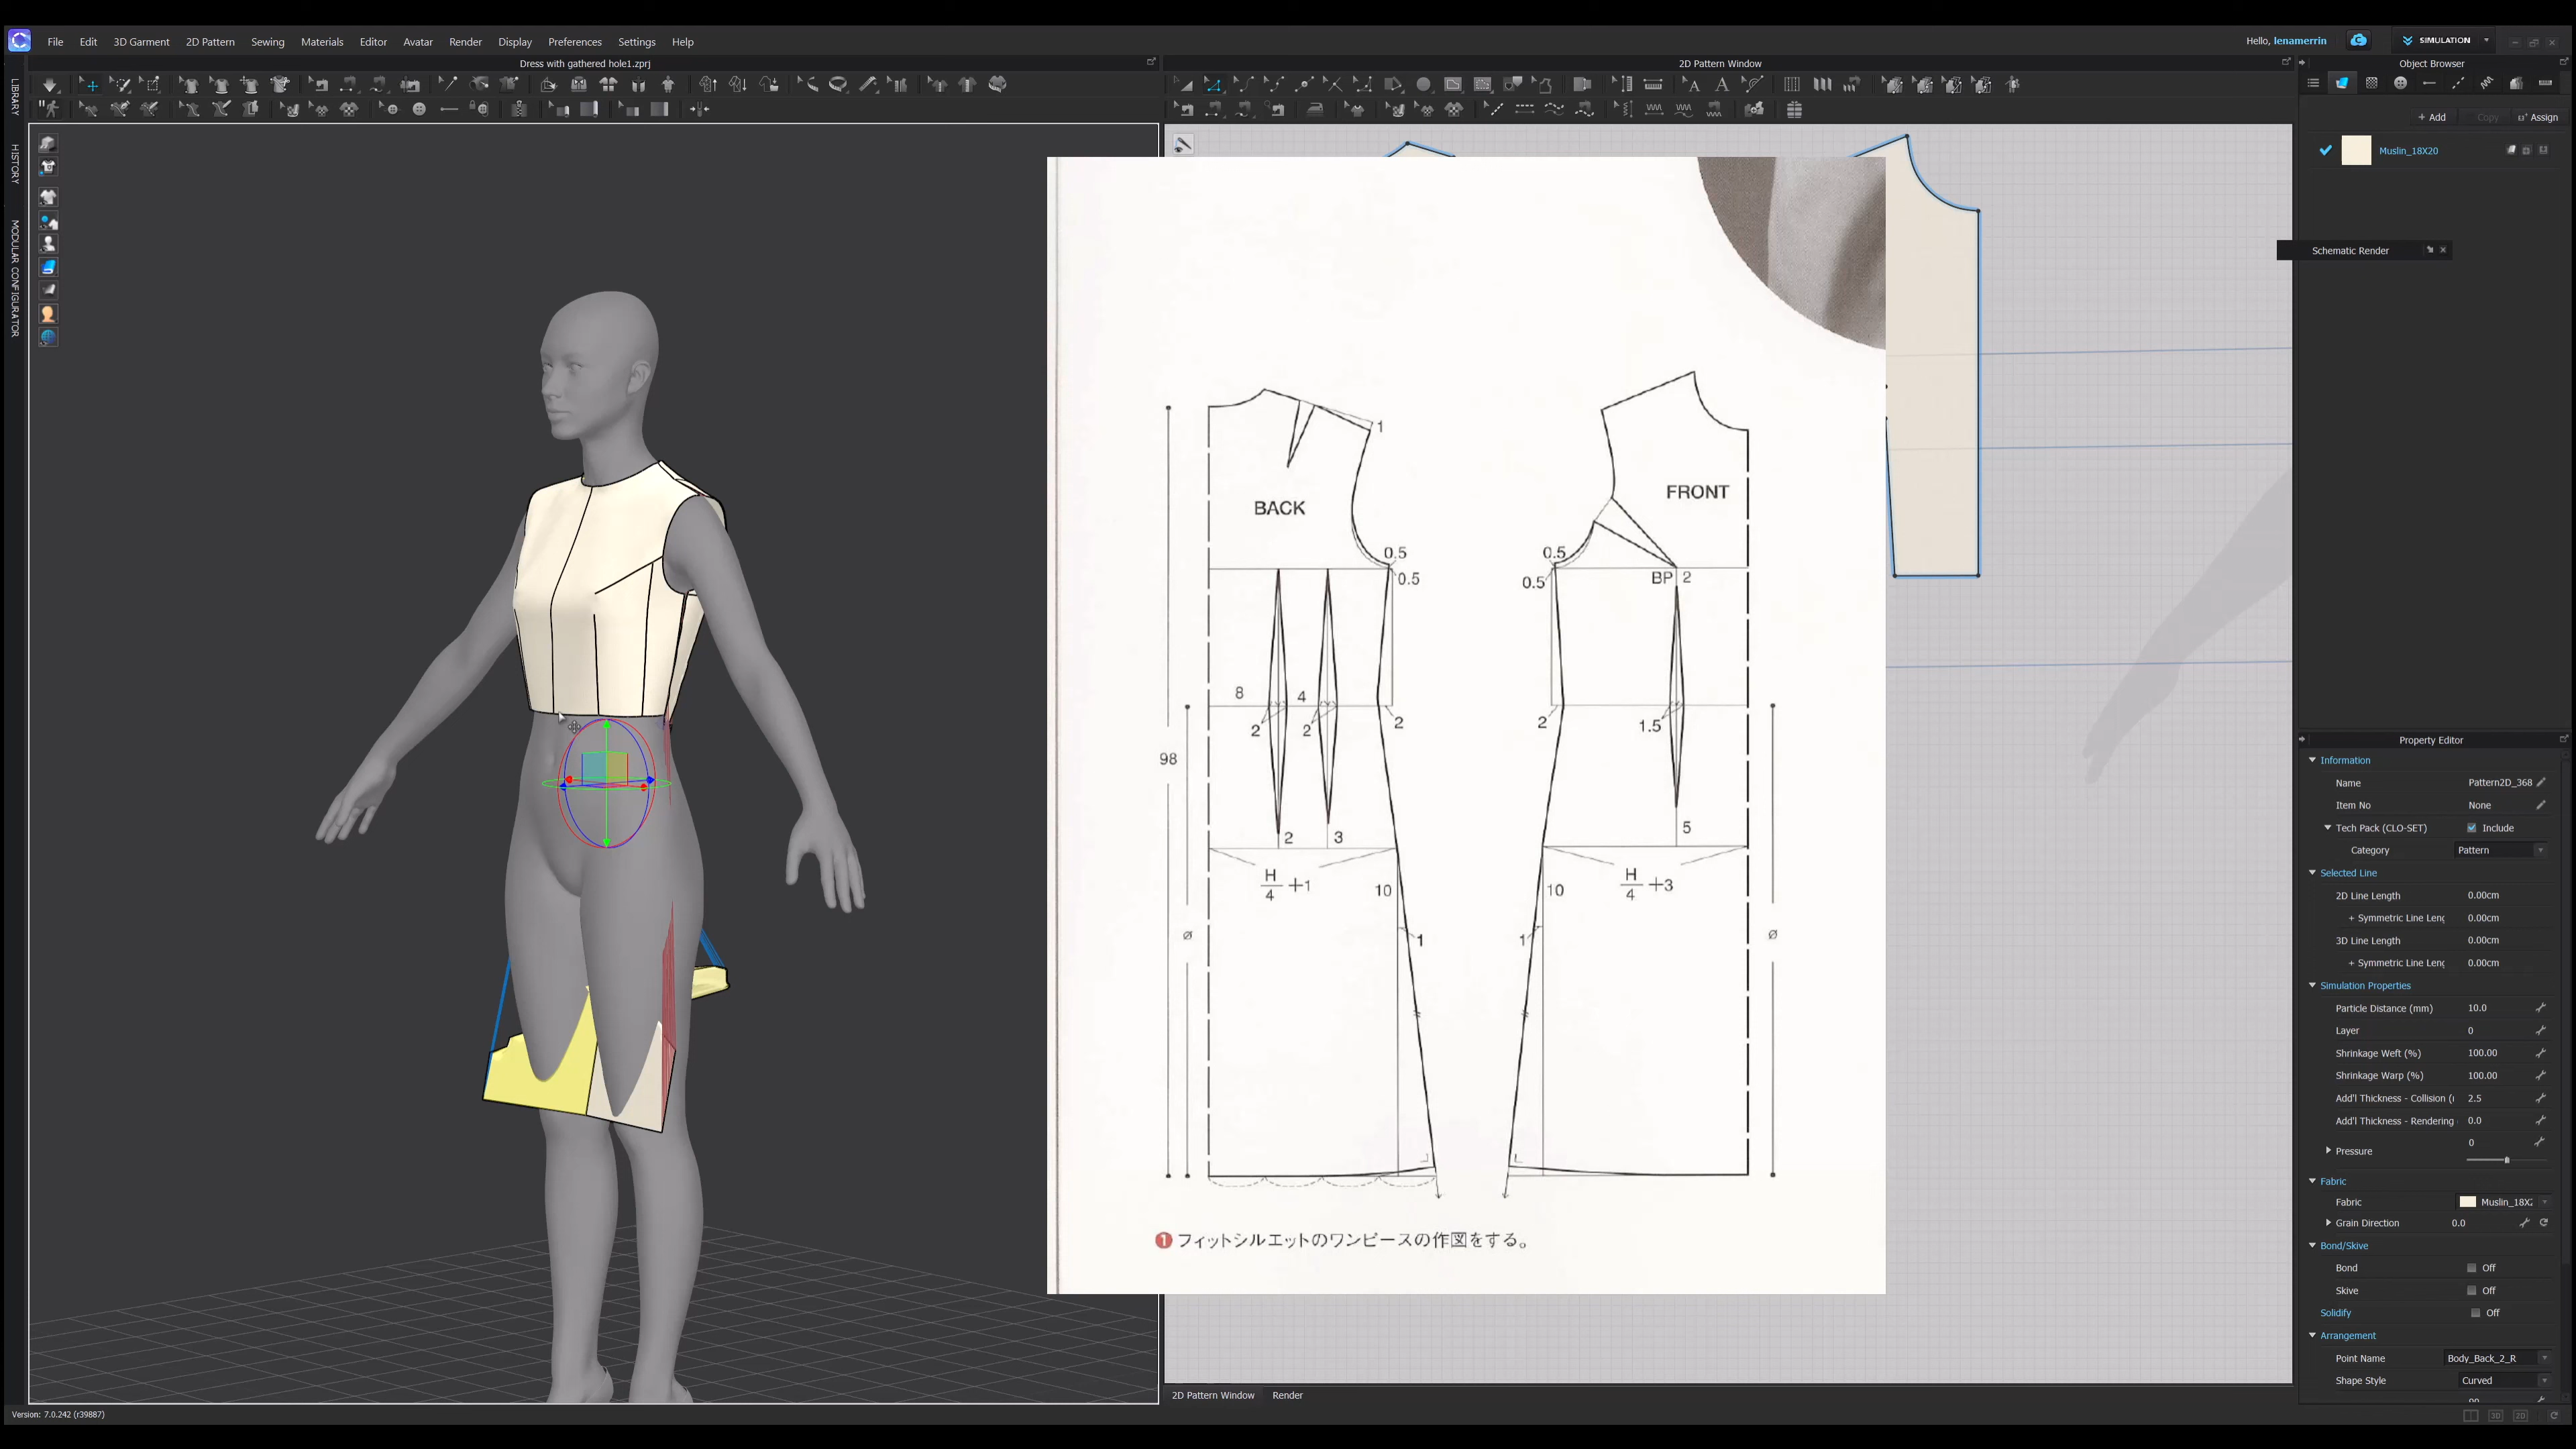 File Edit 3D Garment 2D Pattern Sewing Materials Editor Avatar Render Display Preferences Settings Help
Hello, lenamerrin
SIMULATION
Dress with gathered hole1.zprj
2D Pattern Window
Object Browser
LIBRARY
HISTORY
MODULAR CONFIGURATOR
+ Add
Copy
Assign
Muslin_18X20
Schematic Render
BACK
FRONT
1
0.5
0.5
0.5
0.5
BP 2
8
4
2
2
2
2
1.5
98
2
3
5
H/4 +1
H/4 +3
10
10
1
1
ø
ø
❶ フィットシルエットのワンピースの作図をする。
Property Editor
Information
Name Pattern2D_368
Item No None
Tech Pack (CLO-SET) Include
Category Pattern
Selected Line
2D Line Length 0.00cm
+ Symmetric Line Leng 0.00cm
3D Line Length 0.00cm
+ Symmetric Line Leng 0.00cm
Simulation Properties
Particle Distance (mm) 10.0
Layer 0
Shrinkage Weft (%) 100.00
Shrinkage Warp (%) 100.00
Add'l Thickness - Collision (r 2.5
Add'l Thickness - Rendering 0.0
0
Pressure
Fabric
Fabric Muslin_18X2
Grain Direction 0.0
Bond/Skive
Bond Off
Skive Off
Solidify Off
Arrangement
Point Name Body_Back_2_R
Shape Style Curved
2D Pattern Window Render
Version: 7.0.242 (r39887)
3D
2D